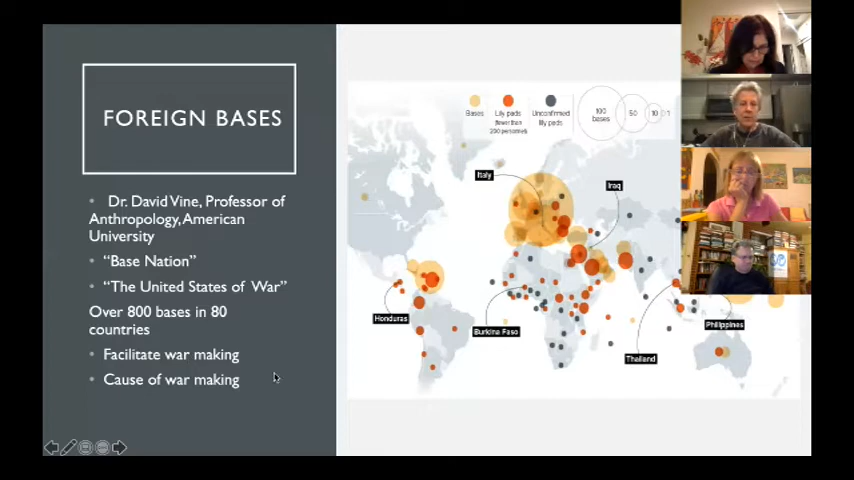 FOREIGN BASES
Dr. David Vine, Professor of
Anthropology, American
University
“Base Nation”
“The United States of War”
Over 800 bases in 80
countries
Facilitate war making
Cause of war making
Bases
Lily pads
(fewer than
200 personnel)
Unconfirmed
lily pads
100
bases
50
10
1
Italy
Iraq
Honduras
Burkina Faso
Thailand
Philippines